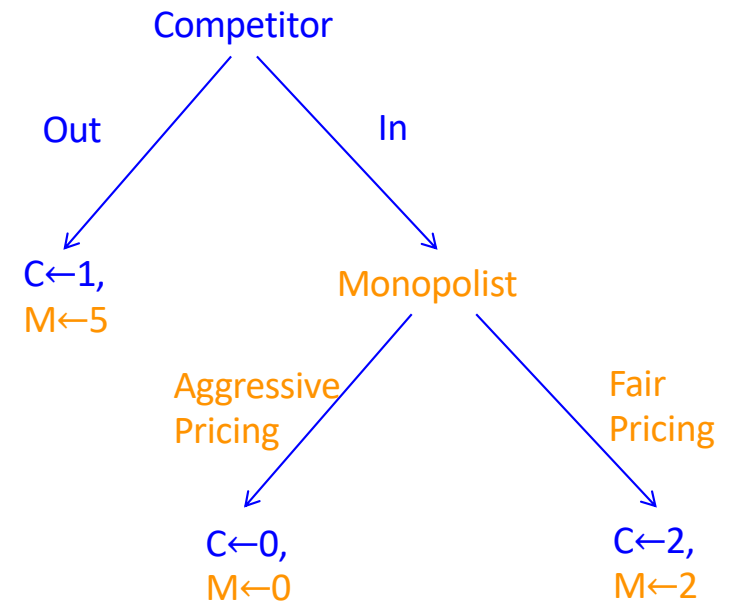 Competitor
Out
In
C←1,
M←5
Monopolist
Aggressive
Pricing
Fair
Pricing
C←0,
M←0
C←2,
M←2